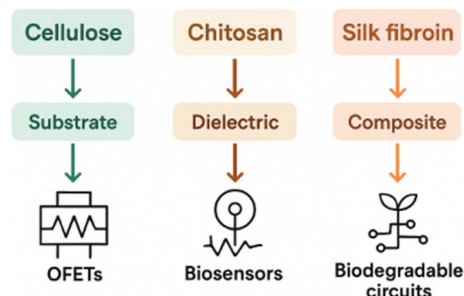 Cellulose
Chitosan
Silk fibroin
Substrate
Dielectric
Composite
OFETs
Biosensors
Biodegradable
circuits